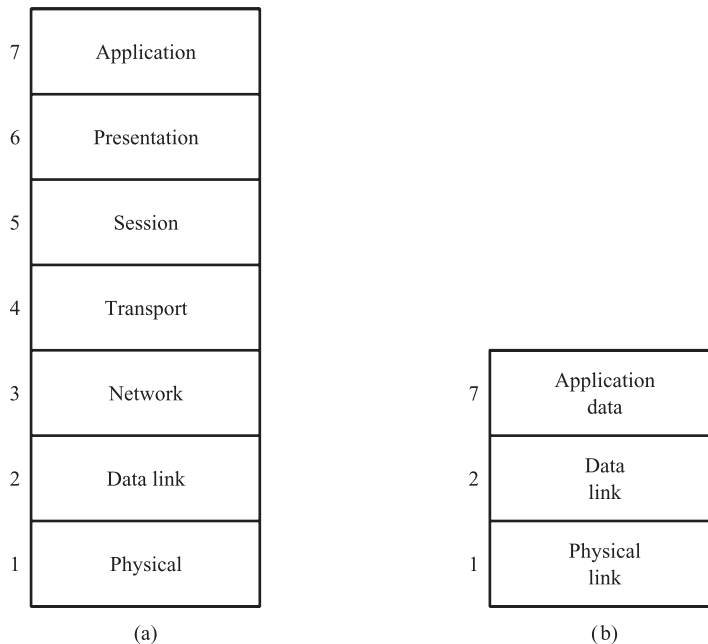 7 Application
6 Presentation
5 Session
4 Transport
3 Network
2 Data link
1 Physical
(a)
7 Application
data
2 Data
link
1 Physical
link
(b)